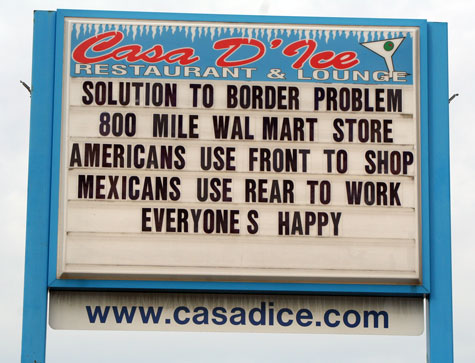 Casa D'Ice
RESTAURANT & LOUNGE
SOLUTION TO BORDER PROBLEM
800 MILE WAL MART STORE
AMERICANS USE FRONT TO SHOP
MEXICANS USE REAR TO WORK
EVERYONE S HAPPY
www.casadice.com